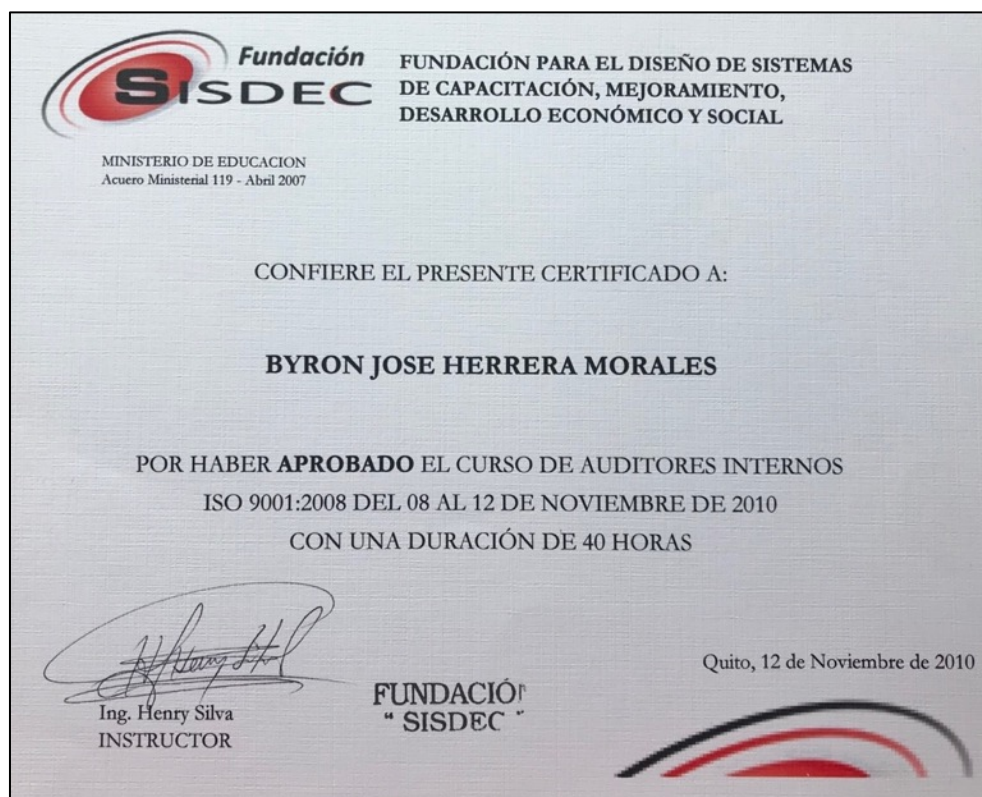 Fundación
SISDEC
FUNDACIÓN PARA EL DISEÑO DE SISTEMAS
DE CAPACITACIÓN, MEJORAMIENTO,
DESARROLLO ECONÓMICO Y SOCIAL
MINISTERIO DE EDUCACION
Acuero Ministerial 119 - Abril 2007
CONFIERE EL PRESENTE CERTIFICADO A:
BYRON JOSE HERRERA MORALES
POR HABER APROBADO EL CURSO DE AUDITORES INTERNOS
ISO 9001:2008 DEL 08 AL 12 DE NOVIEMBRE DE 2010
CON UNA DURACIÓN DE 40 HORAS
Ing. Henry Silva
INSTRUCTOR
FUNDACIÓN
" SISDEC "
Quito, 12 de Noviembre de 2010